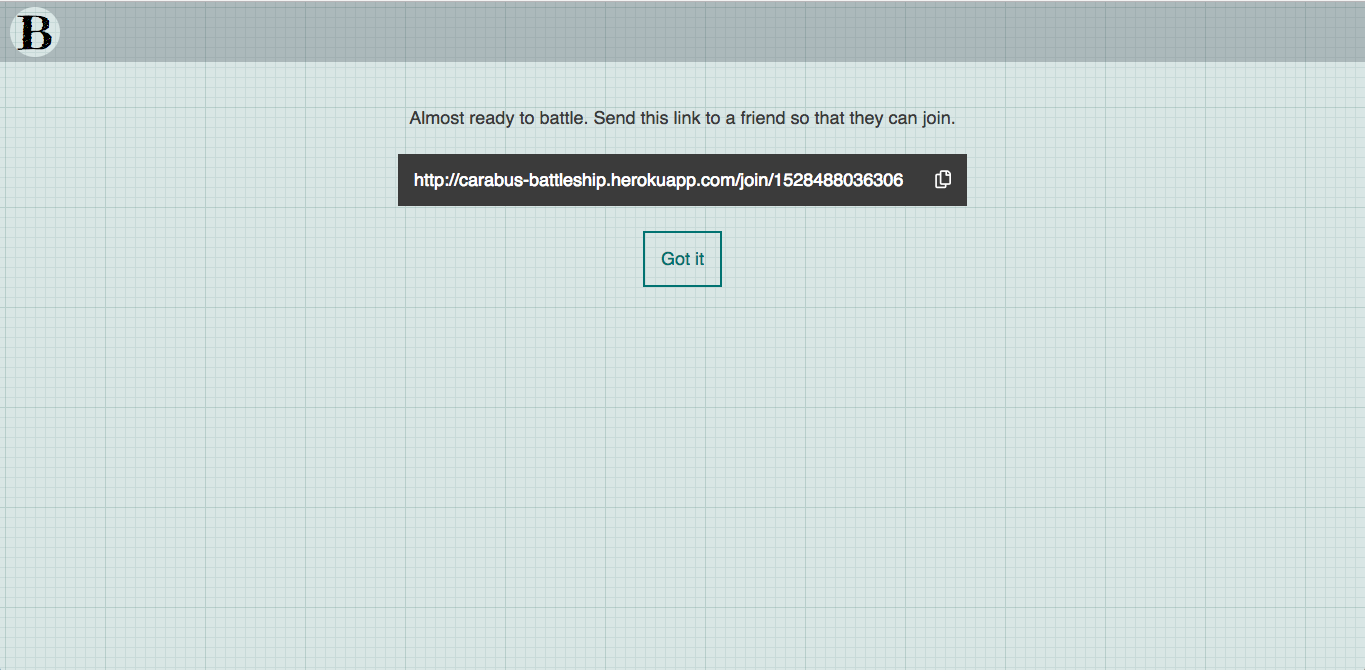 B
Almost ready to battle. Send this link to a friend so that they can join.
http://carabus-battleship.herokuapp.com/join/1528488036306
Got it